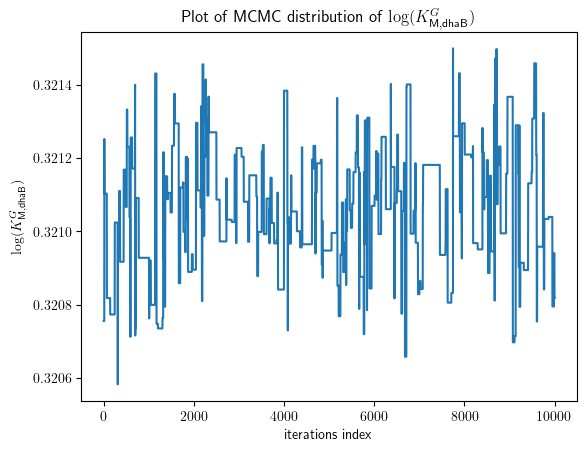 Plot of MCMC distribution of log(K^G_M,dhaB)
log(K^G_M,dhaB)
0.3214
0.3212
0.3210
0.3208
0.3206
0 2000 4000 6000 8000 10000
iterations index